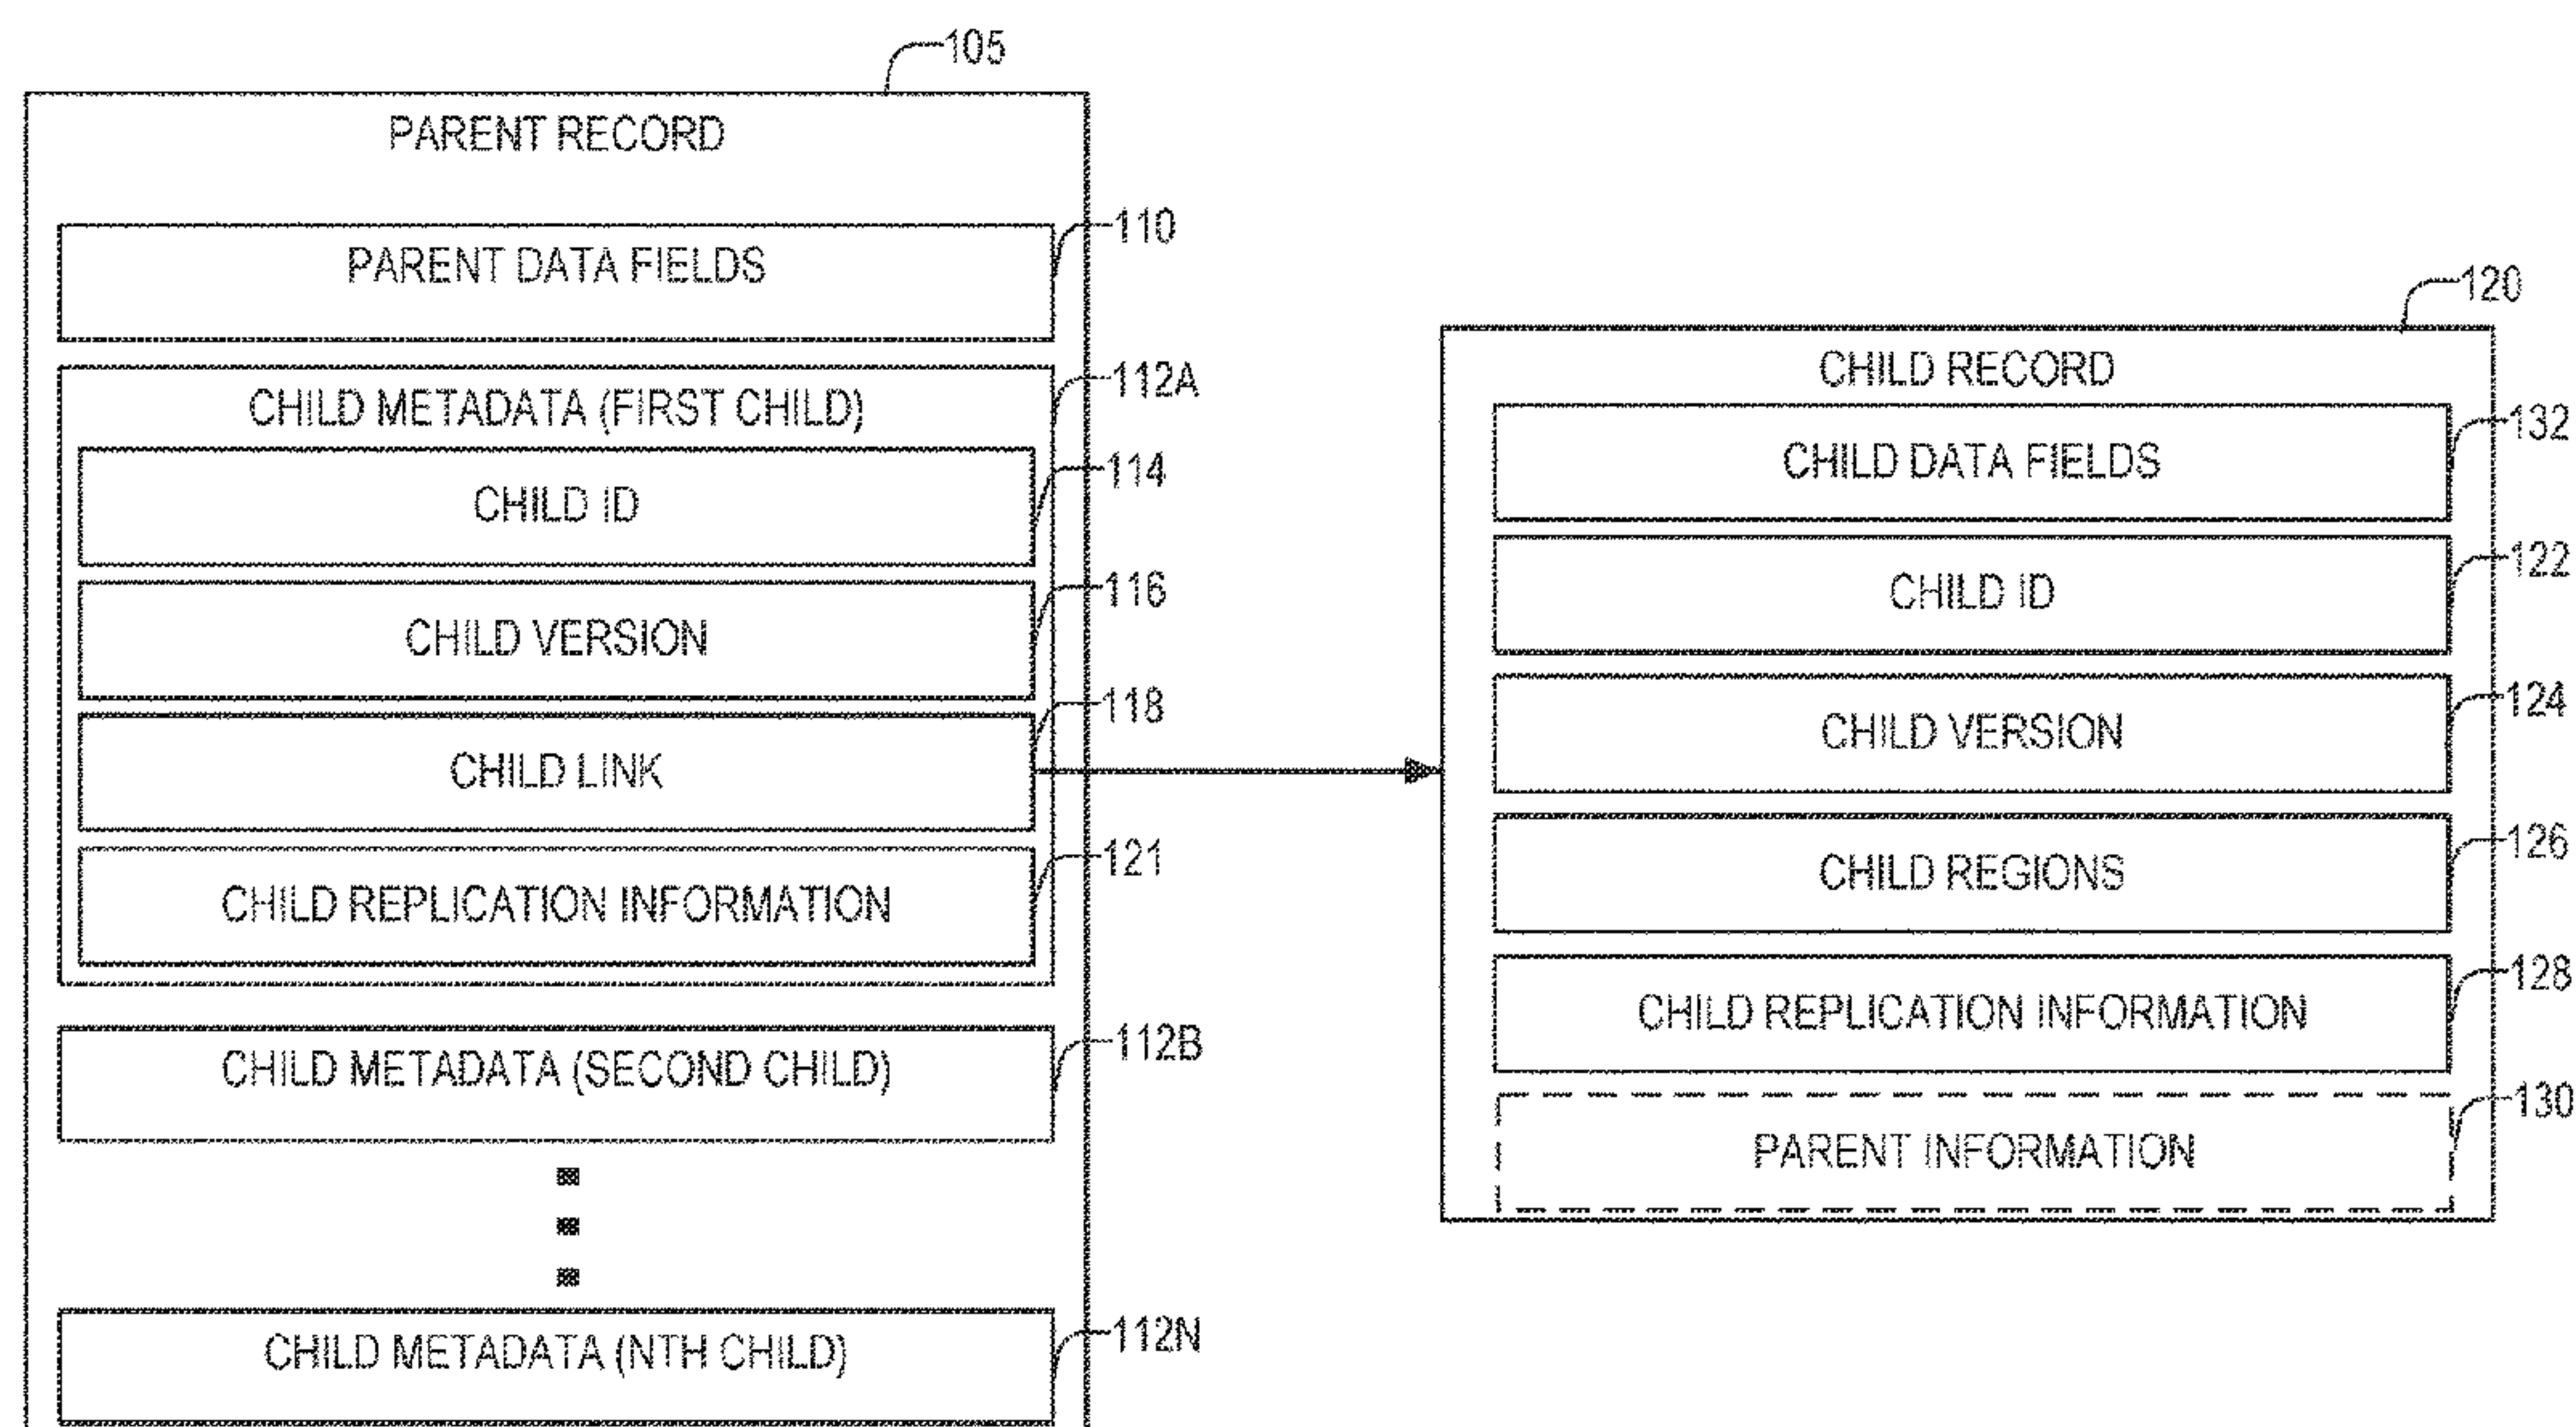 105
PARENT RECORD
110
PARENT DATA FIELDS
112A
CHILD METADATA (FIRST CHILD)
114
CHILD ID
116
CHILD VERSION
118
CHILD LINK
121
CHILD REPLICATION INFORMATION
112B
CHILD METADATA (SECOND CHILD)
112N
CHILD METADATA (NTH CHILD)
120
CHILD RECORD
132
CHILD DATA FIELDS
122
CHILD ID
124
CHILD VERSION
126
CHILD REGIONS
128
CHILD REPLICATION INFORMATION
130
PARENT INFORMATION